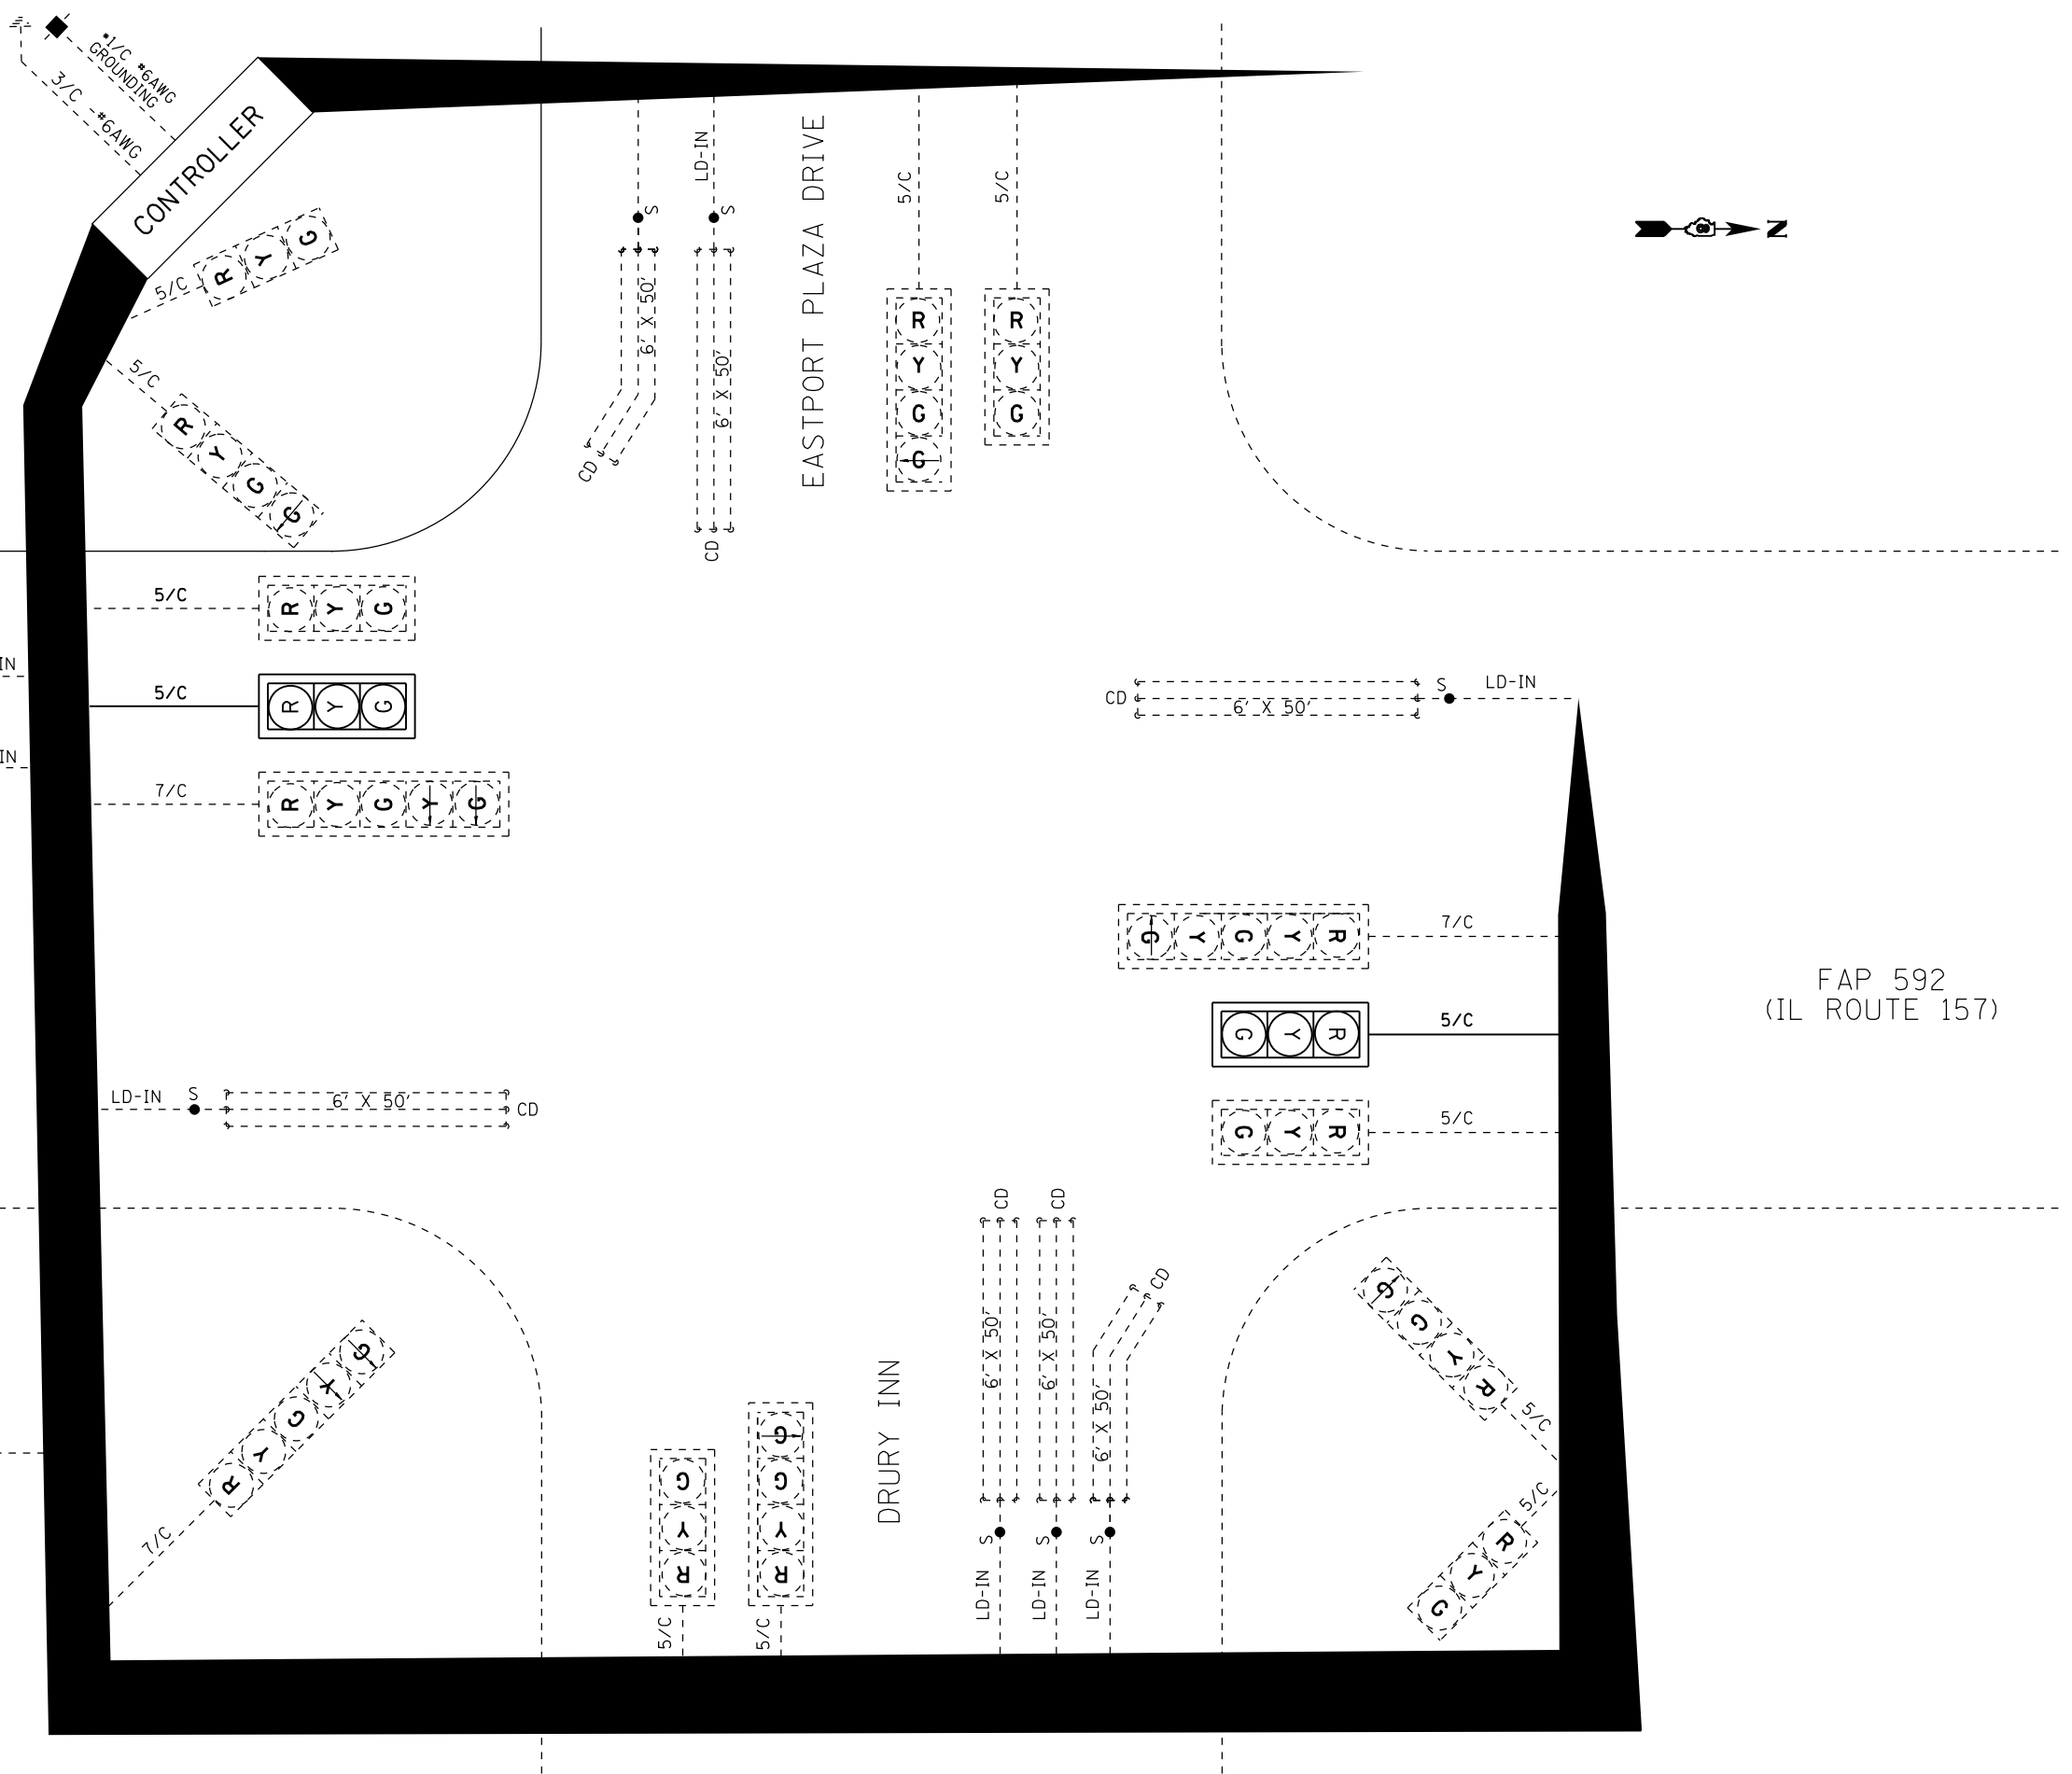 *1/C #6AWG
GROUNDING
3/C -#6AWG
CONTROLLER
5/C
R Y G
5/C
R Y G G
S
6' X 50'
CD
LD-IN
S
6' X 50'
CD
EASTPORT PLAZA DRIVE
5/C
R Y G G
5/C
R Y G
N
5/C
R Y G
IN
5/C
R Y G
IN
7/C
R Y G Y G
CD
6' X 50'
S
LD-IN
7/C
R Y G Y G
5/C
R Y G
5/C
R Y G
FAP 592
(IL ROUTE 157)
LD-IN
S
6' X 50'
CD
7/C
R Y G Y G
5/C
R Y G
5/C
R Y G G
DRURY INN
CD
6' X 50'
S
LD-IN
CD
6' X 50'
S
LD-IN
CD
6' X 50'
S
LD-IN
5/C
R Y G G
5/C
R Y G